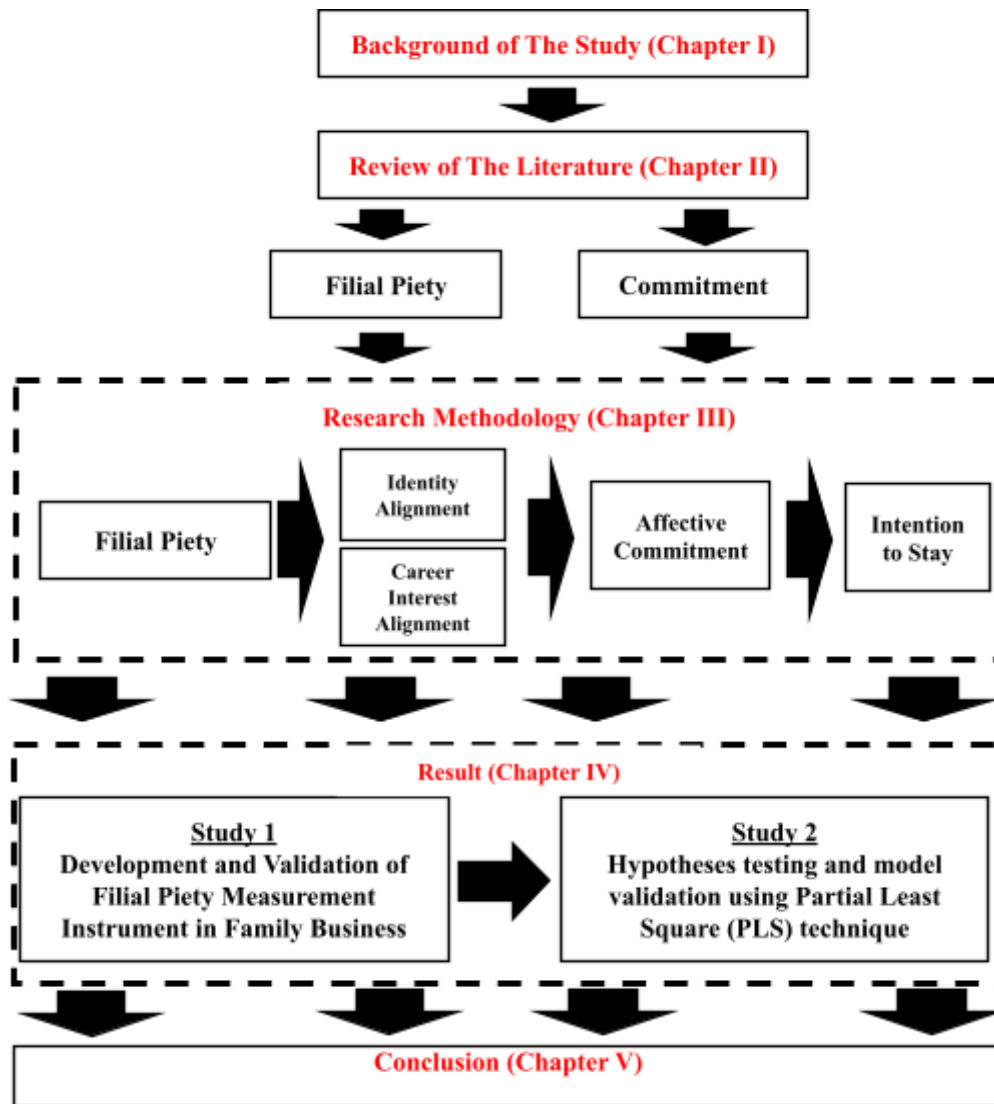 Background of The Study (Chapter I)
Review of The Literature (Chapter II)
Filial Piety
Commitment
Research Methodology (Chapter III)
Filial Piety
Identity
Alignment
Career
Interest
Alignment
Affective
Commitment
Intention
to Stay
Result (Chapter IV)
Study 1
Development and Validation of
Filial Piety Measurement
Instrument in Family Business
Study 2
Hypotheses testing and model
validation using Partial Least
Square (PLS) technique
Conclusion (Chapter V)